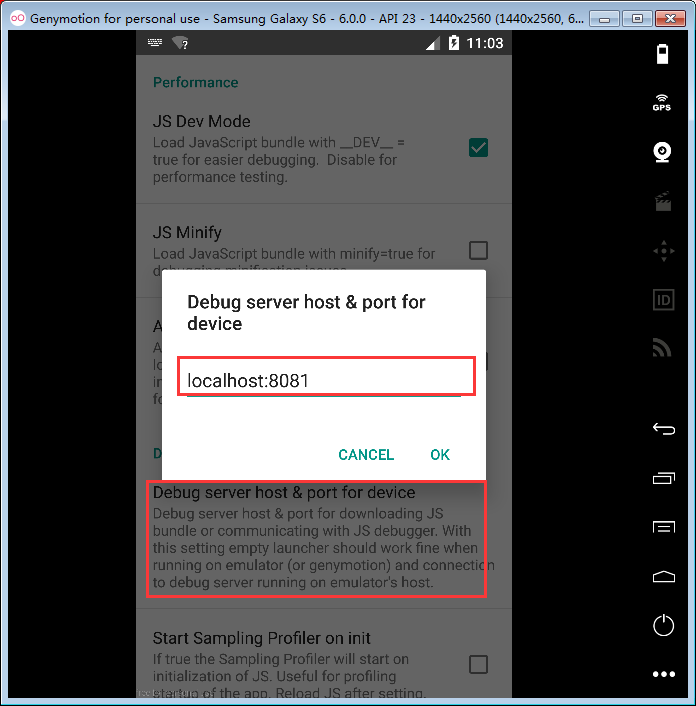 Genymotion for personal use - Samsung Galaxy S6 - 6.0.0 - API 23 - 1440x2560 (1440x2560, 6...
11:03
GPS
Performance
JS Dev Mode
Load JavaScript bundle with __DEV__ =
true for easier debugging. Disable for
performance testing.
JS Minify
Load JavaScript bundle with minify=true for
debugging minification issues.
ID
Debug server host & port for
device
localhost:8081
CANCEL OK
Debug server host & port for device
Debug server host & port for downloading JS
bundle or communicating with JS debugger. With
this setting empty launcher should work fine when
running on emulator (or genymotion) and connection
to debug server running on emulator's host.
Start Sampling Profiler on init
If true the Sampling Profiler will start on
initialization of JS. Useful for profiling
startup of the app. Reload JS after setting.